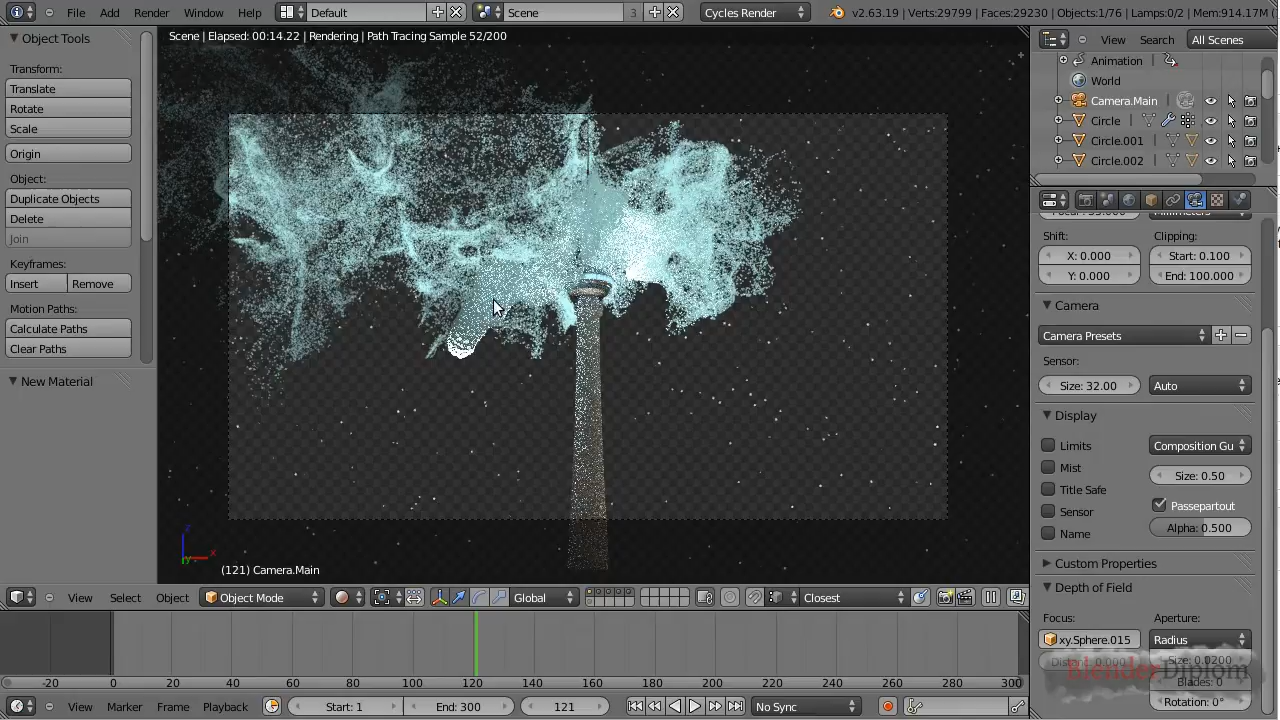 File Add Render Window Help Default Scene 3 Cycles Render v2.63.19 | Verts:29799 | Faces:29230 | Objects:1/76 | Lamps:0/2 | Mem:914.17M (
Object Tools
Transform:
Translate
Rotate
Scale
Origin
Object:
Duplicate Objects
Delete
Join
Keyframes:
Insert Remove
Motion Paths:
Calculate Paths
Clear Paths
New Material
Scene | Elapsed: 00:14.22 | Rendering | Path Tracing Sample 52/200
z
x
y
(121) Camera.Main
View Select Object Object Mode Global Closest
-20 0 20 40 60 80 100 120 140 160 180 200 220 240 260 280 300
View Marker Frame Playback Start: 1 End: 300 121 No Sync
View Search All Scenes
Animation
World
Camera.Main
Circle
Circle.001
Circle.002
Shift: Clipping:
X: 0.000 Start: 0.100
Y: 0.000 End: 100.000
Camera
Camera Presets
Sensor:
Size: 32.00 Auto
Display
Limits Composition Gu
Mist Size: 0.50
Title Safe
Sensor Passepartout
Name Alpha: 0.500
Custom Properties
Depth of Field
Focus: Aperture:
xy.Sphere.015 Radius
Distan: 0.000 Size: 0.0200
BlenderDiplom
Blades: 0
Rotation: 0°